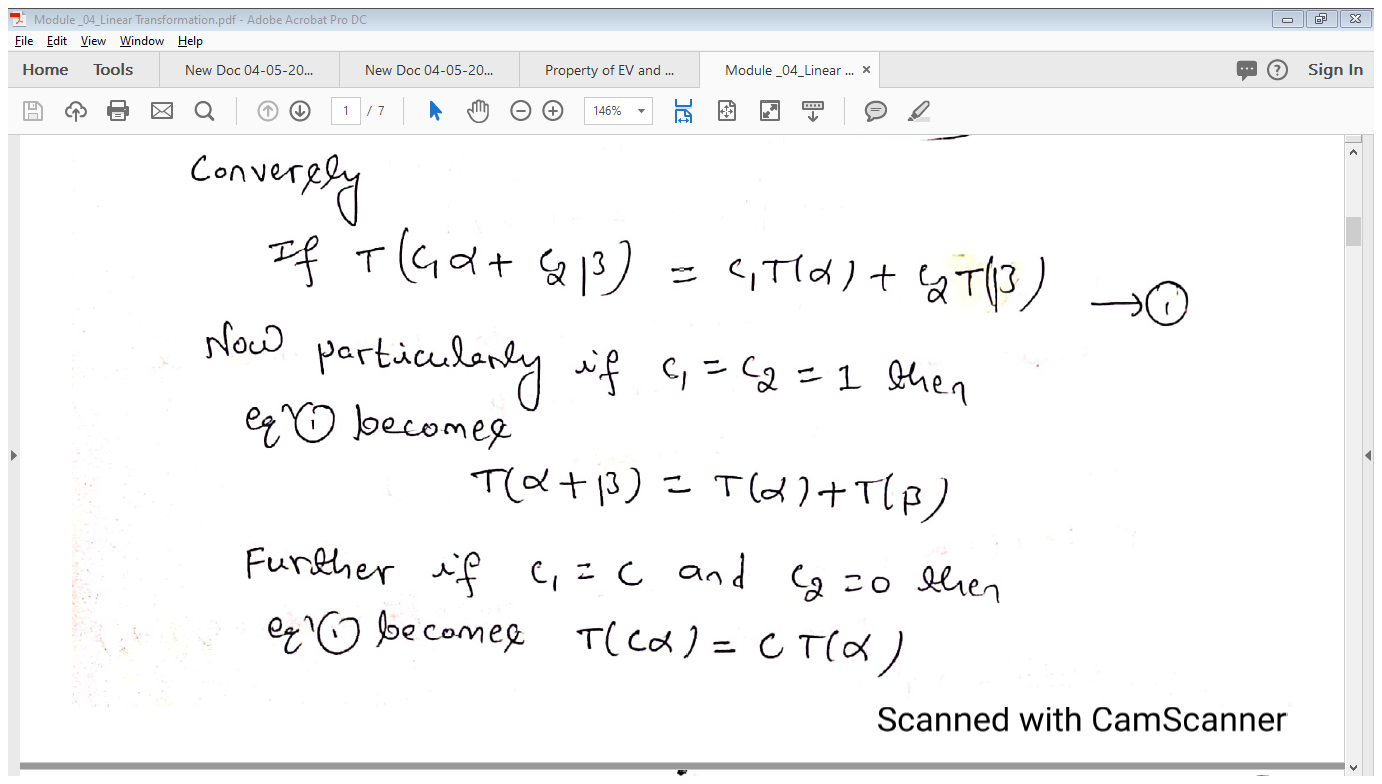 Module _04_Linear Transformation.pdf - Adobe Acrobat Pro DC
File Edit View Window Help
Home Tools New Doc 04-05-20... New Doc 04-05-20... Property of EV and ... Module _04_Linear ... × Sign In
1 / 7 146%
Conversely
If T(c₁α + c₂β) = c₁T(α) + c₂T(β) → ①
Now particularly if c₁ = c₂ = 1 then
eqⁿ ① becomes
T(α + β) = T(α) + T(β)
Further if c₁ = c and c₂ = 0 then
eqⁿ ① becomes T(cα) = c T(α)
Scanned with CamScanner